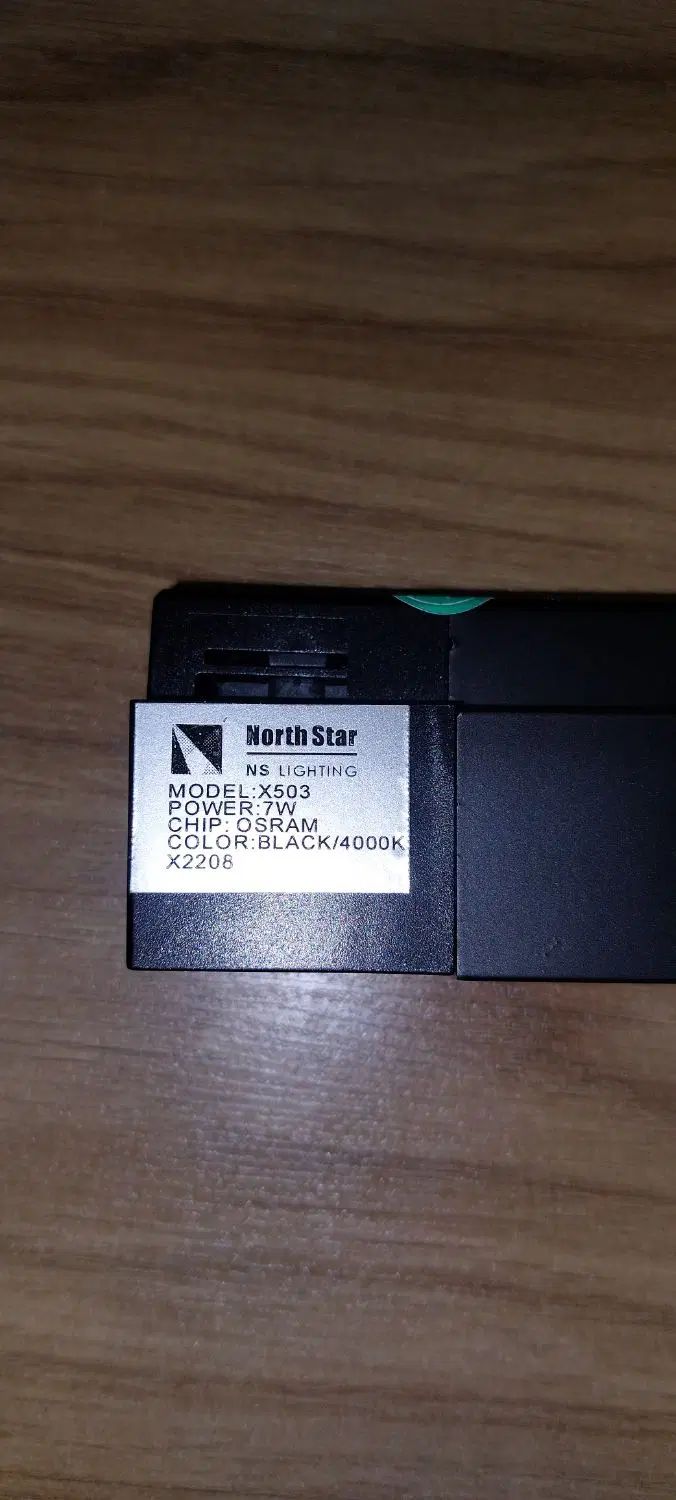 North Star
NS LIGHTING
MODEL:X503
POWER:7W
CHIP: OSRAM
COLOR:BLACK/4000K
X2208